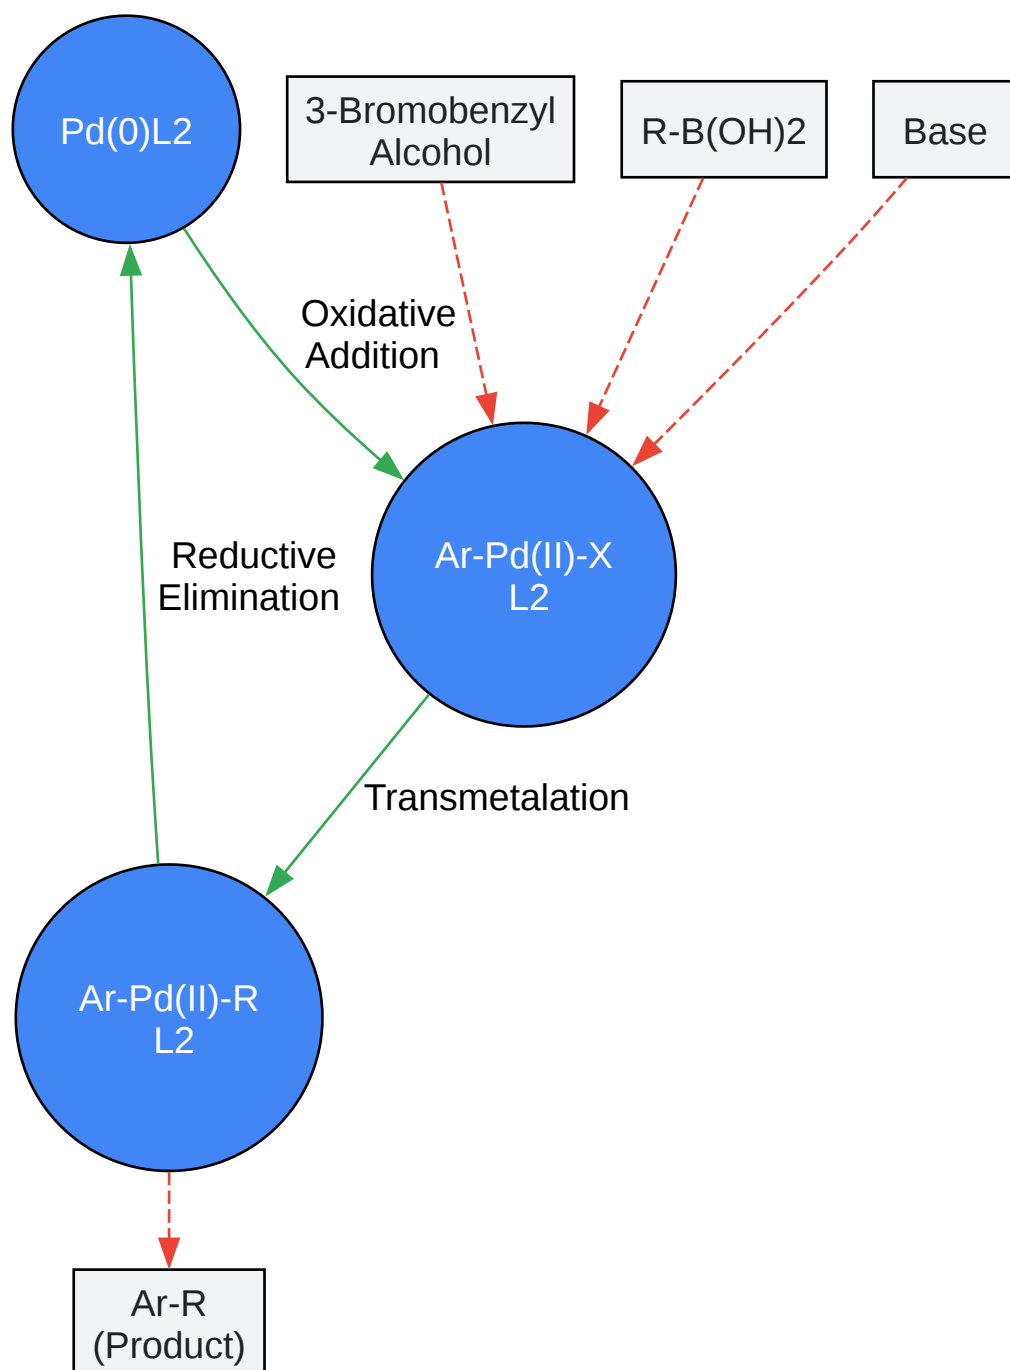 Pd(0)L2
3-Bromobenzyl
Alcohol
R-B(OH)2
Base
Oxidative
Addition
Reductive
Elimination
Ar-Pd(II)-X
L2
Transmetalation
Ar-Pd(II)-R
L2
Ar-R
(Product)